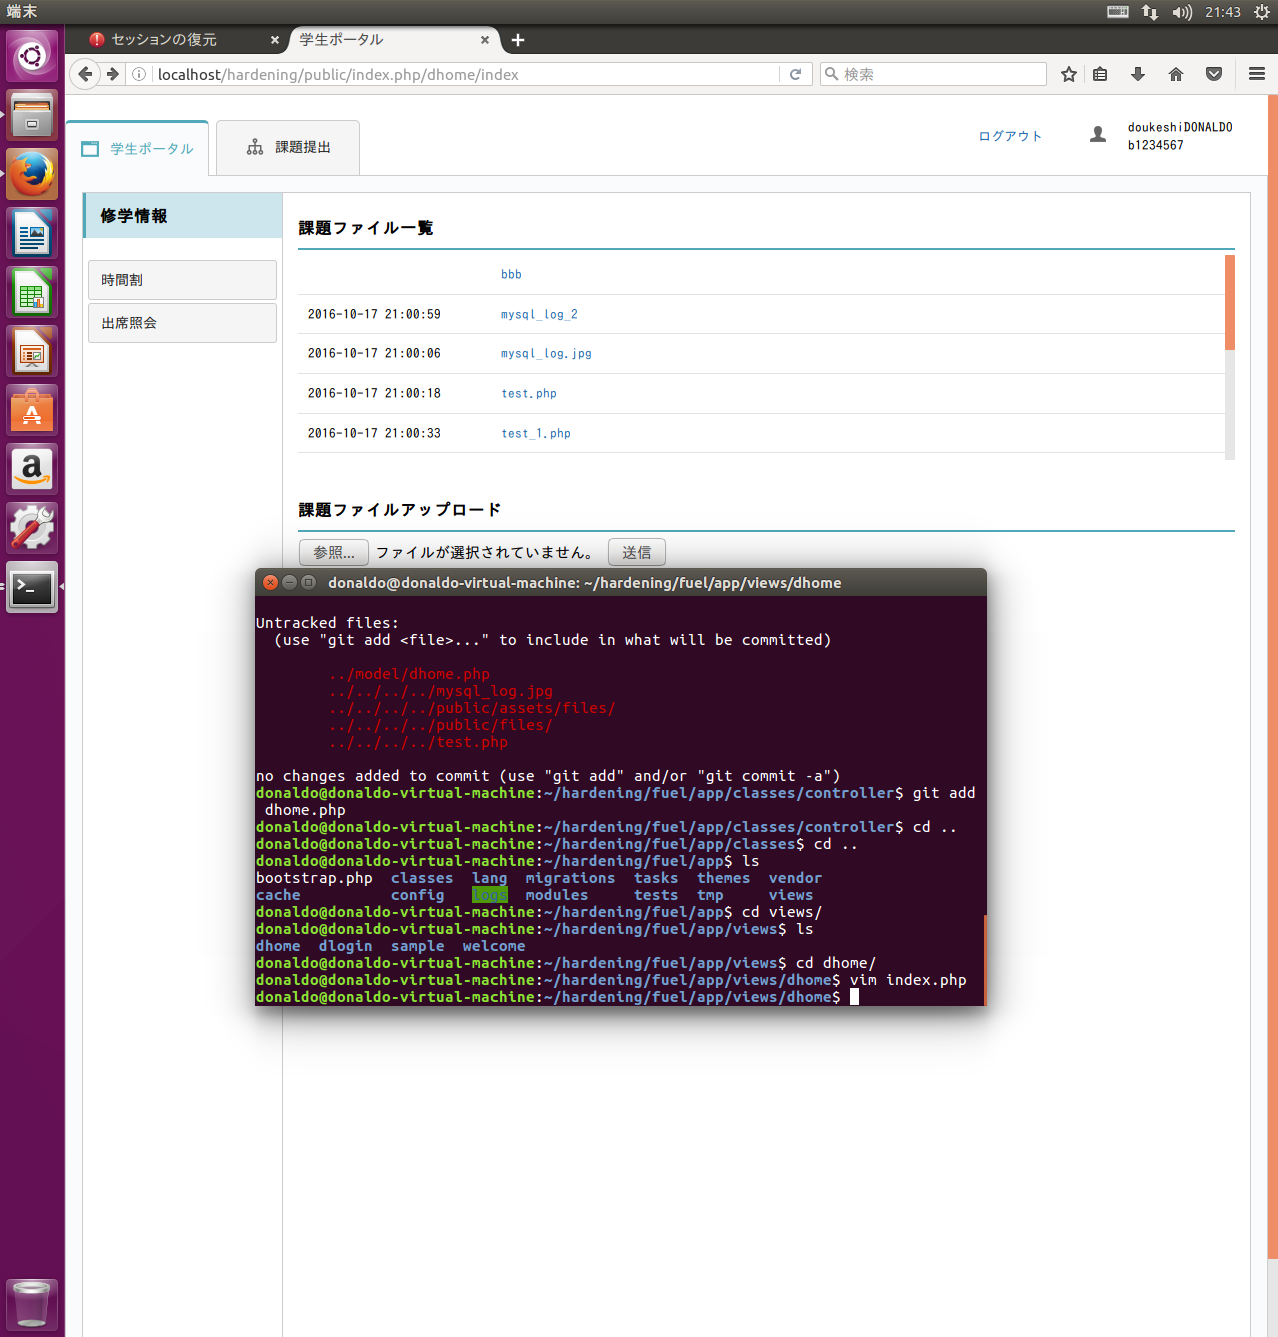 端末
21:43
セッションの復元
学生ポータル
localhost/hardening/public/index.php/dhome/index
検索
学生ポータル
課題提出
ログアウト
doukeshiDONALDO
b1234567
修学情報
時間割
出席照会
課題ファイル一覧
bbb
2016-10-17 21:00:59 mysql_log_2
2016-10-17 21:00:06 mysql_log.jpg
2016-10-17 21:00:18 test.php
2016-10-17 21:00:33 test_1.php
課題ファイルアップロード
参照... ファイルが選択されていません。 送信
donaldo@donaldo-virtual-machine: ~/hardening/fuel/app/views/dhome
Untracked files:
(use "git add <file>..." to include in what will be committed)
../model/dhome.php
../../../../mysql_log.jpg
../../../../public/assets/files/
../../../../public/files/
../../../../test.php
no changes added to commit (use "git add" and/or "git commit -a")
donaldo@donaldo-virtual-machine:~/hardening/fuel/app/classes/controller$ git add
dhome.php
donaldo@donaldo-virtual-machine:~/hardening/fuel/app/classes/controller$ cd ..
donaldo@donaldo-virtual-machine:~/hardening/fuel/app/classes$ cd ..
donaldo@donaldo-virtual-machine:~/hardening/fuel/app$ ls
bootstrap.php classes lang migrations tasks themes vendor
cache config logs modules tests tmp views
donaldo@donaldo-virtual-machine:~/hardening/fuel/app$ cd views/
donaldo@donaldo-virtual-machine:~/hardening/fuel/app/views$ ls
dhome dlogin sample welcome
donaldo@donaldo-virtual-machine:~/hardening/fuel/app/views$ cd dhome/
donaldo@donaldo-virtual-machine:~/hardening/fuel/app/views/dhome$ vim index.php
donaldo@donaldo-virtual-machine:~/hardening/fuel/app/views/dhome$